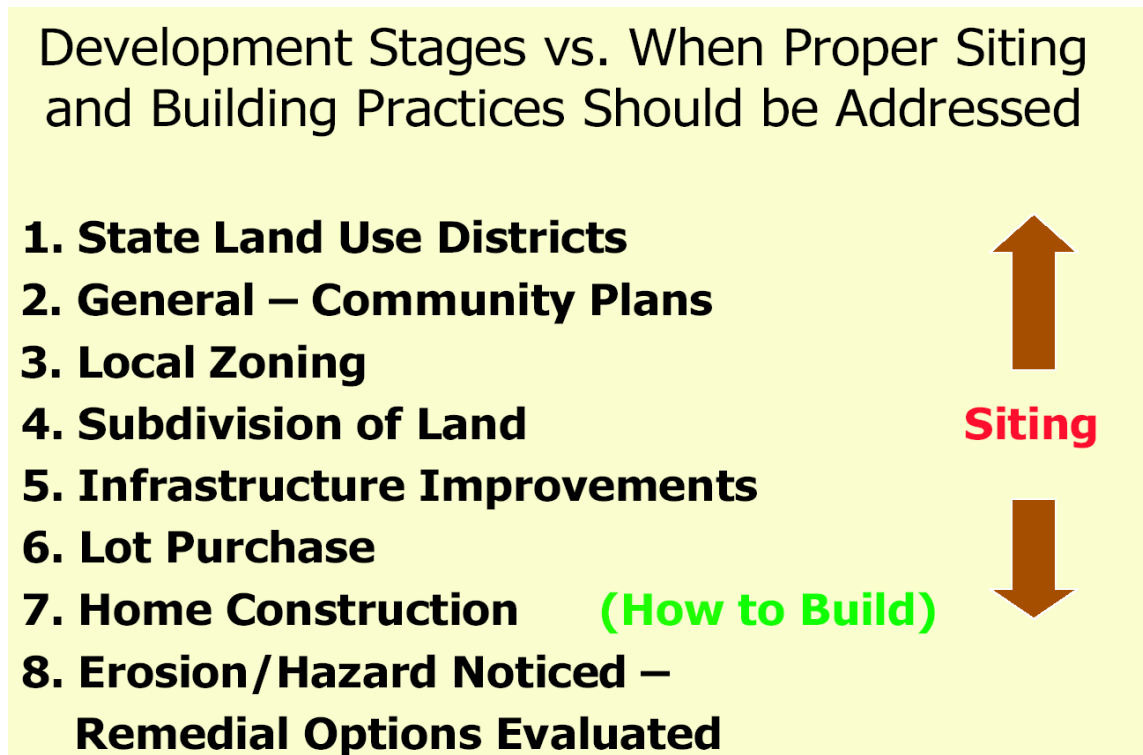 Development Stages vs. When Proper Siting
and Building Practices Should be Addressed
1. State Land Use Districts
2. General – Community Plans
3. Local Zoning
4. Subdivision of Land
Siting
5. Infrastructure Improvements
6. Lot Purchase
7. Home Construction (How to Build)
8. Erosion/Hazard Noticed –
Remedial Options Evaluated